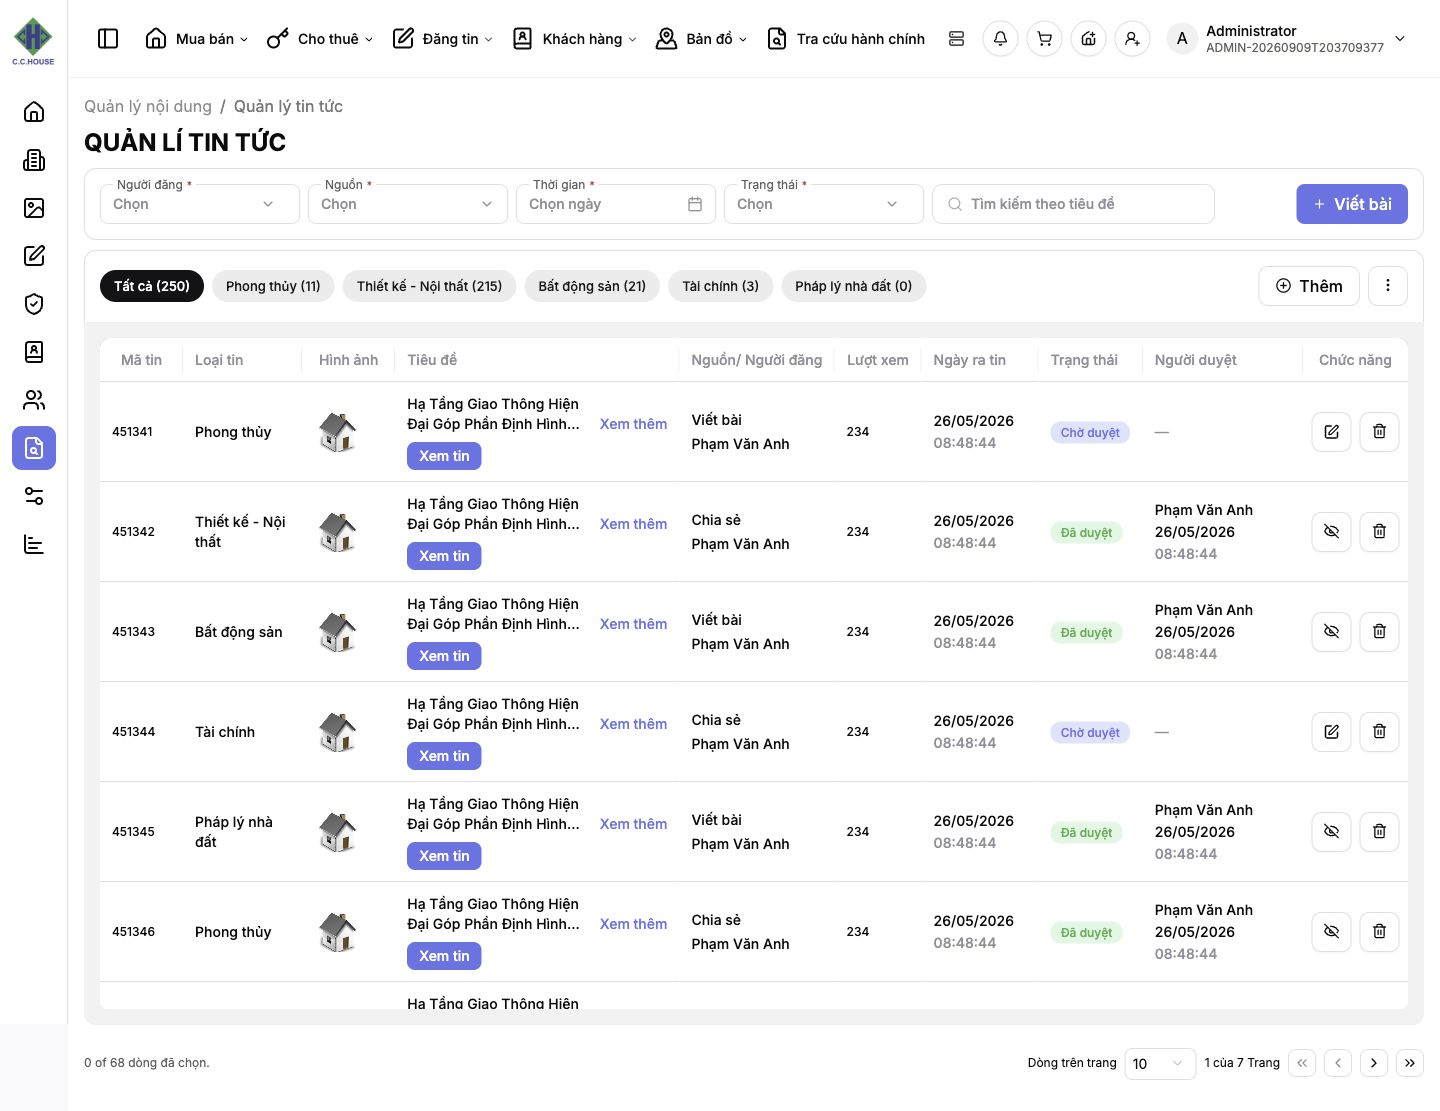 C.C.HOUSE
Mua bán
Cho thuê
Đăng tin
Khách hàng
Bản đồ
Tra cứu hành chính
A
Administrator
ADMIN-20260909T203709377
Quản lý nội dung / Quản lý tin tức
QUẢN LÍ TIN TỨC
Người đăng *
Chọn
Nguồn *
Chọn
Thời gian *
Chọn ngày
Trạng thái *
Chọn
Tìm kiếm theo tiêu đề
+ Viết bài
Tất cả (250)
Phong thủy (11)
Thiết kế - Nội thất (215)
Bất động sản (21)
Tài chính (3)
Pháp lý nhà đất (0)
Thêm
Mã tin
Loại tin
Hình ảnh
Tiêu đề
Nguồn/ Người đăng
Lượt xem
Ngày ra tin
Trạng thái
Người duyệt
Chức năng
451341
Phong thủy
Hạ Tầng Giao Thông Hiện
Đại Góp Phần Định Hình...
Xem thêm
Xem tin
Viết bài
Phạm Văn Anh
234
26/05/2026
08:48:44
Chờ duyệt
—
451342
Thiết kế - Nội
thất
Hạ Tầng Giao Thông Hiện
Đại Góp Phần Định Hình...
Xem thêm
Xem tin
Chia sẻ
Phạm Văn Anh
234
26/05/2026
08:48:44
Đã duyệt
Phạm Văn Anh
26/05/2026
08:48:44
451343
Bất động sản
Hạ Tầng Giao Thông Hiện
Đại Góp Phần Định Hình...
Xem thêm
Xem tin
Viết bài
Phạm Văn Anh
234
26/05/2026
08:48:44
Đã duyệt
Phạm Văn Anh
26/05/2026
08:48:44
451344
Tài chính
Hạ Tầng Giao Thông Hiện
Đại Góp Phần Định Hình...
Xem thêm
Xem tin
Chia sẻ
Phạm Văn Anh
234
26/05/2026
08:48:44
Chờ duyệt
—
451345
Pháp lý nhà
đất
Hạ Tầng Giao Thông Hiện
Đại Góp Phần Định Hình...
Xem thêm
Xem tin
Viết bài
Phạm Văn Anh
234
26/05/2026
08:48:44
Đã duyệt
Phạm Văn Anh
26/05/2026
08:48:44
451346
Phong thủy
Hạ Tầng Giao Thông Hiện
Đại Góp Phần Định Hình...
Xem thêm
Xem tin
Chia sẻ
Phạm Văn Anh
234
26/05/2026
08:48:44
Đã duyệt
Phạm Văn Anh
26/05/2026
08:48:44
Hạ Tầng Giao Thông Hiện
0 of 68 dòng đã chọn.
Dòng trên trang
10
1 của 7 Trang